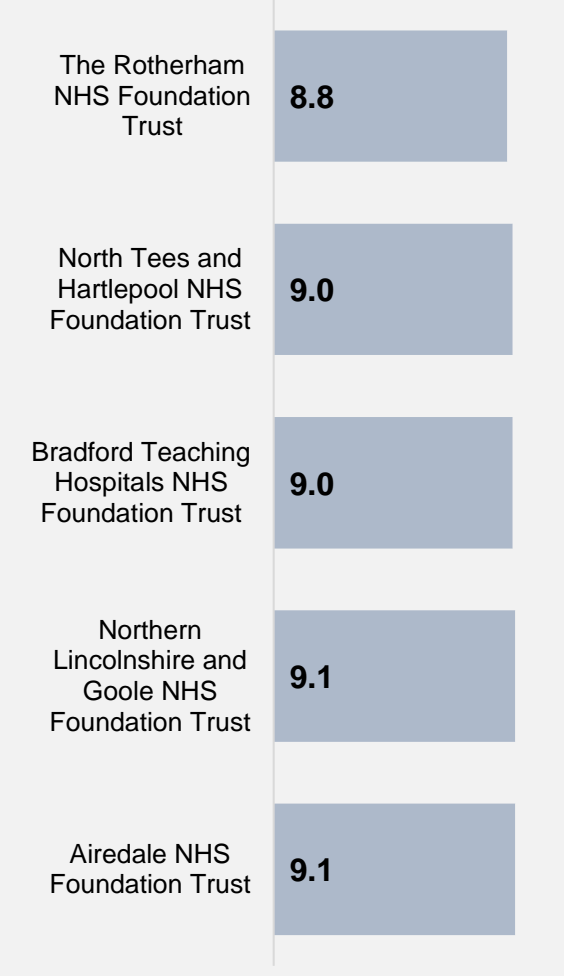 The Rotherham
NHS Foundation
Trust
8.8
North Tees and
Hartlepool NHS
Foundation Trust
9.0
Bradford Teaching
Hospitals NHS
Foundation Trust
9.0
Northern
Lincolnshire and
Goole NHS
Foundation Trust
9.1
Airedale NHS
Foundation Trust
9.1